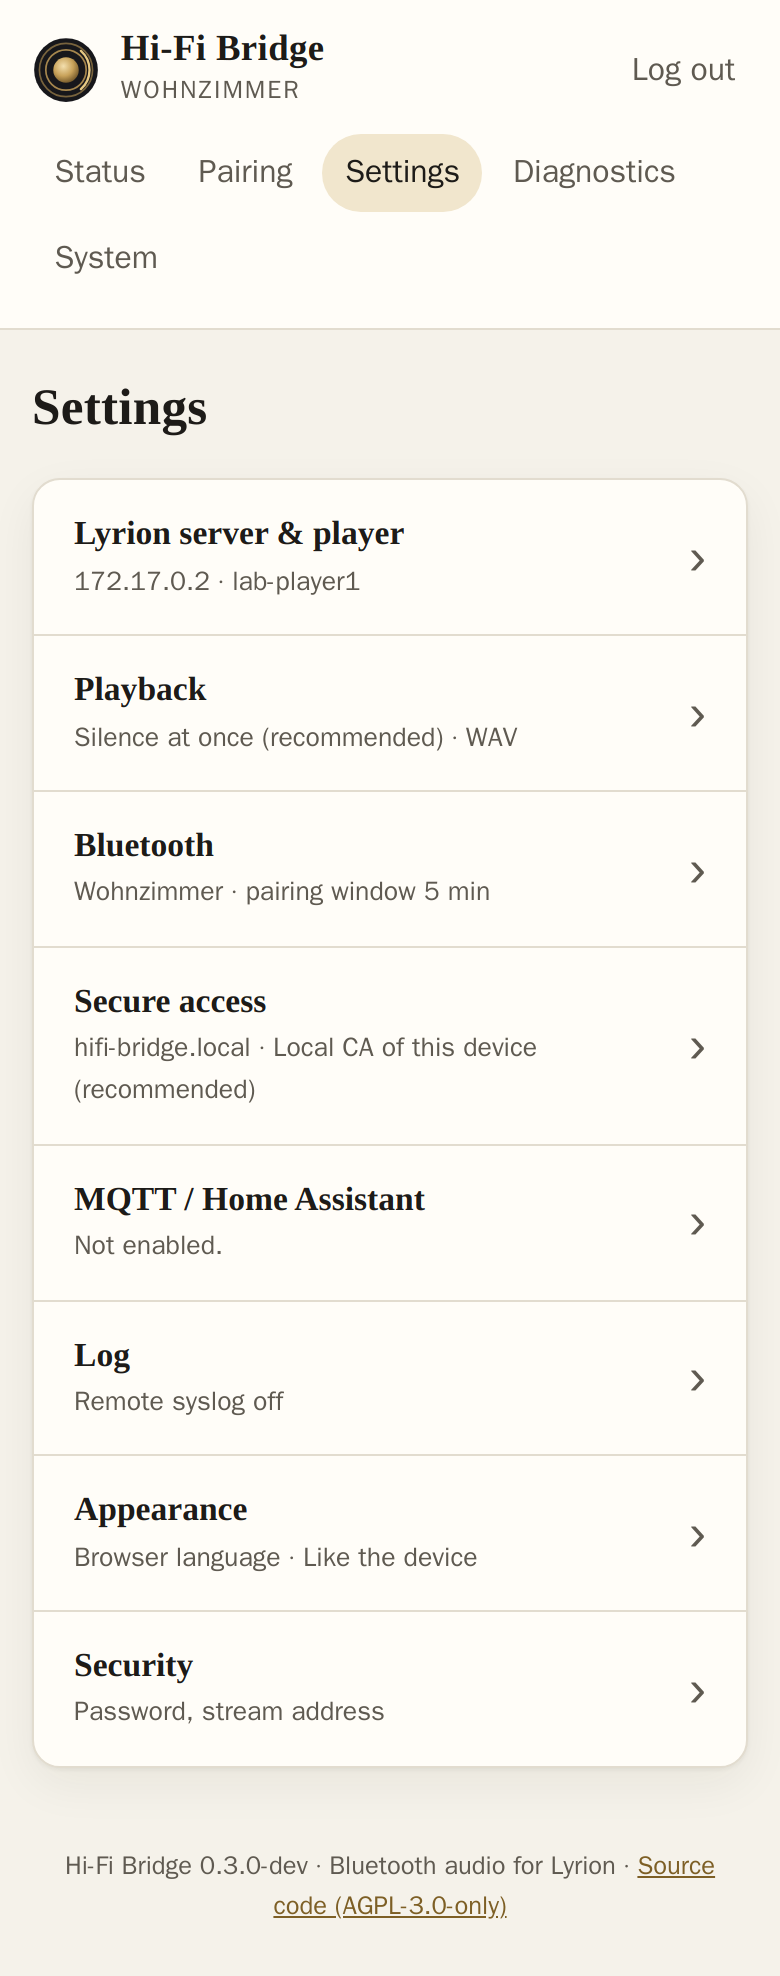 Hi-Fi Bridge
WOHNZIMMER
Log out
Status Pairing Settings Diagnostics
System
Settings
Lyrion server & player
172.17.0.2 · lab-player1
Playback
Silence at once (recommended) · WAV
Bluetooth
Wohnzimmer · pairing window 5 min
Secure access
hifi-bridge.local · Local CA of this device
(recommended)
MQTT / Home Assistant
Not enabled.
Log
Remote syslog off
Appearance
Browser language · Like the device
Security
Password, stream address
Hi-Fi Bridge 0.3.0-dev · Bluetooth audio for Lyrion · Source
code (AGPL-3.0-only)